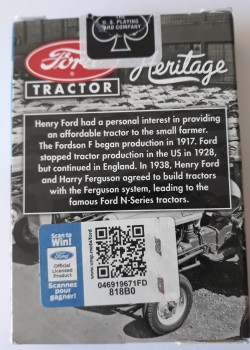 THE
U.S. PLAYING
CARD COMPANY
Ford
TRACTOR
Heritage
Henry Ford had a personal interest in providing
an affordable tractor to the small farmer.
The Fordson F began production in 1917. Ford
stopped tractor production in the US in 1928,
but continued in England. In 1938, Henry Ford
and Harry Ferguson agreed to build tractors
with the Ferguson system, leading to the
famous Ford N-Series tractors.
Scan to
Win!
Ford
Official
Licensed
Product
Scannez
pour
gagner!
046919671FD
818B0